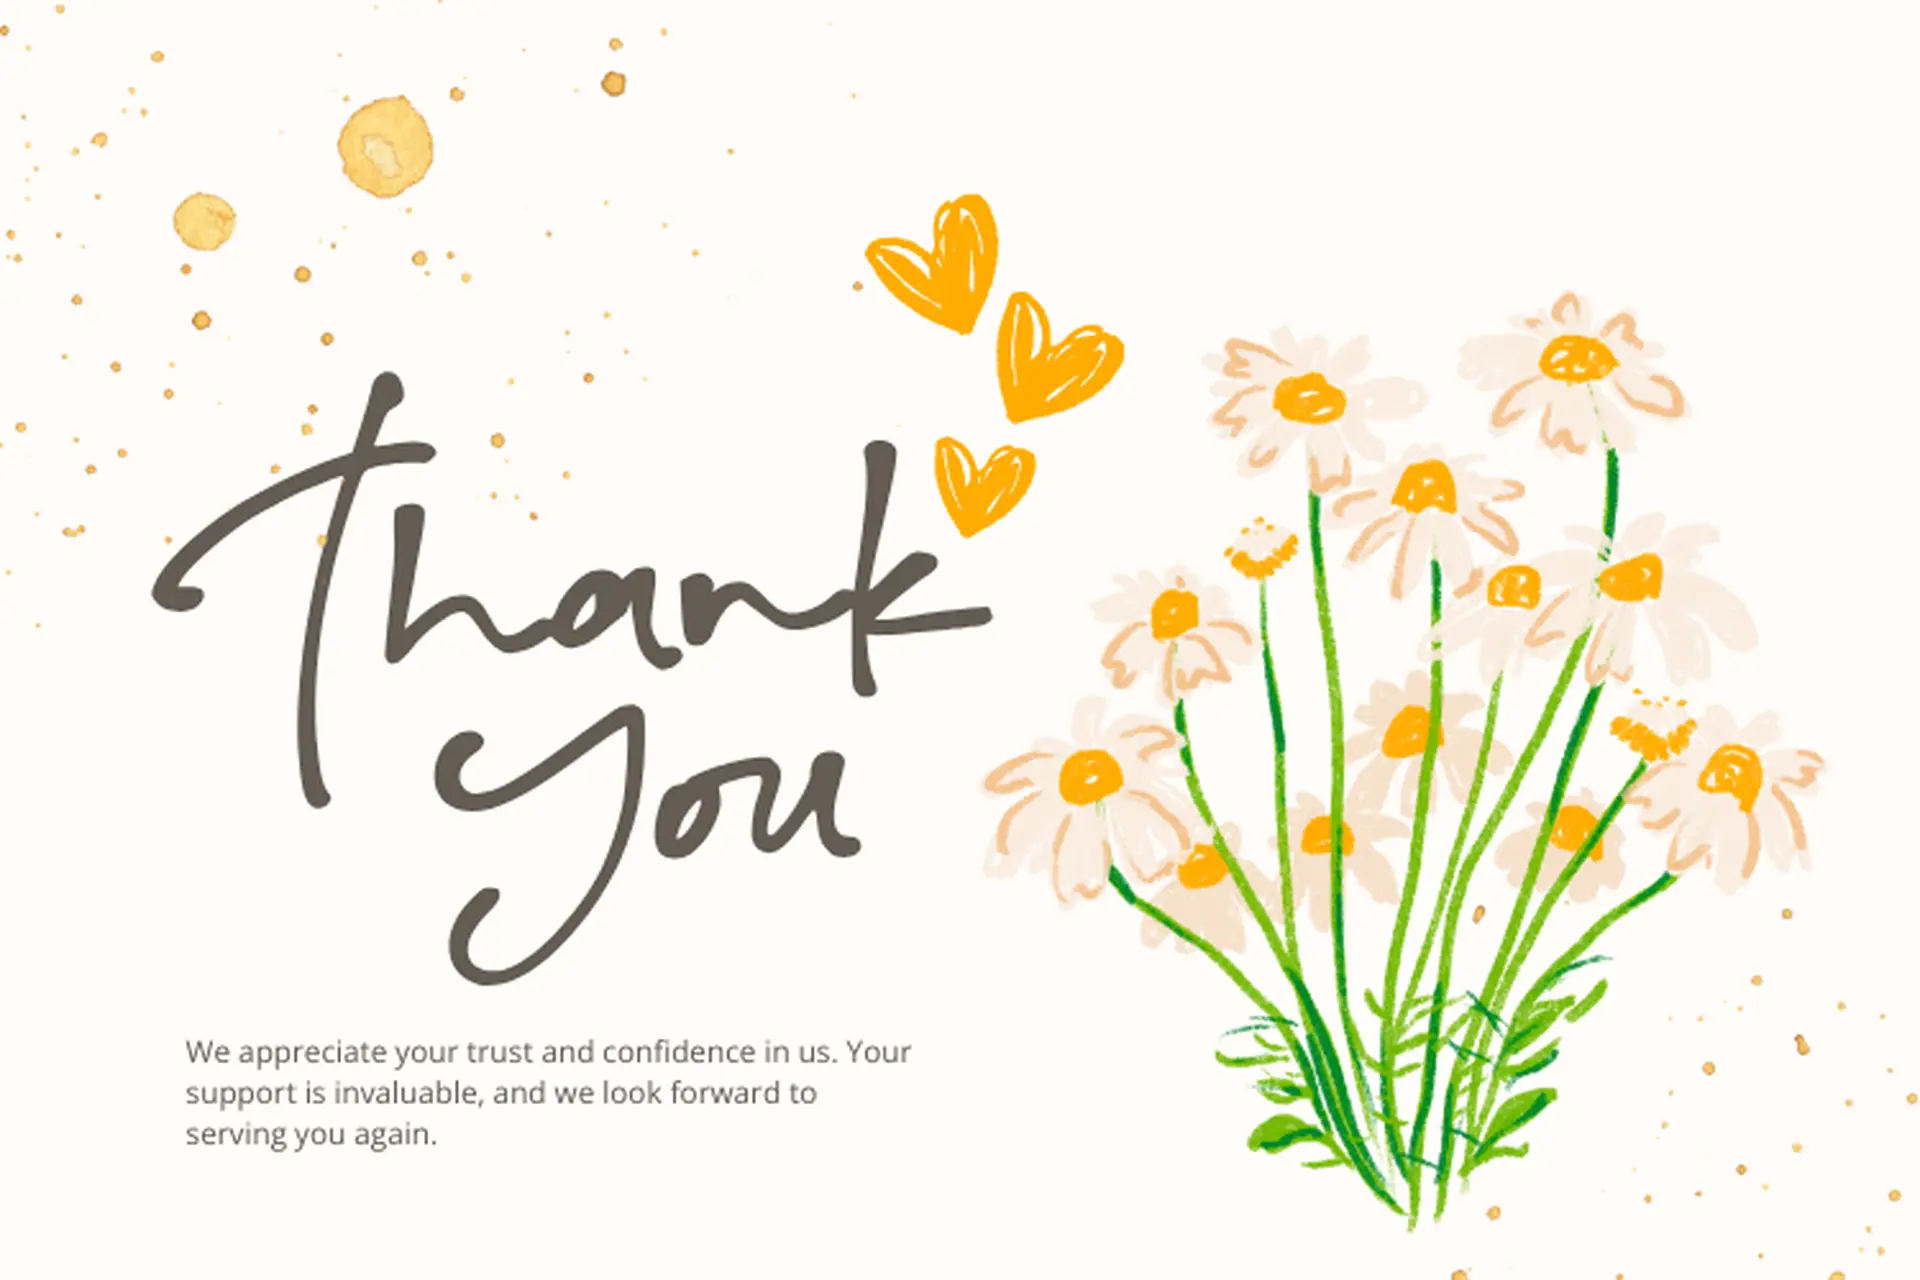 Thank
you
We appreciate your trust and confidence in us. Your
support is invaluable, and we look forward to
serving you again.